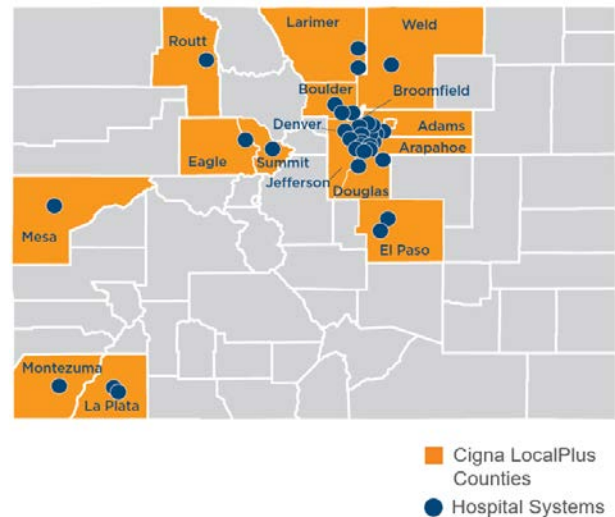 Larimer
Weld
Routt
Boulder
Broomfield
Denver
Adams
Eagle
Summit
Arapahoe
Jefferson
Douglas
Mesa
El Paso
Montezuma
La Plata
Cigna LocalPlus
Counties
Hospital Systems